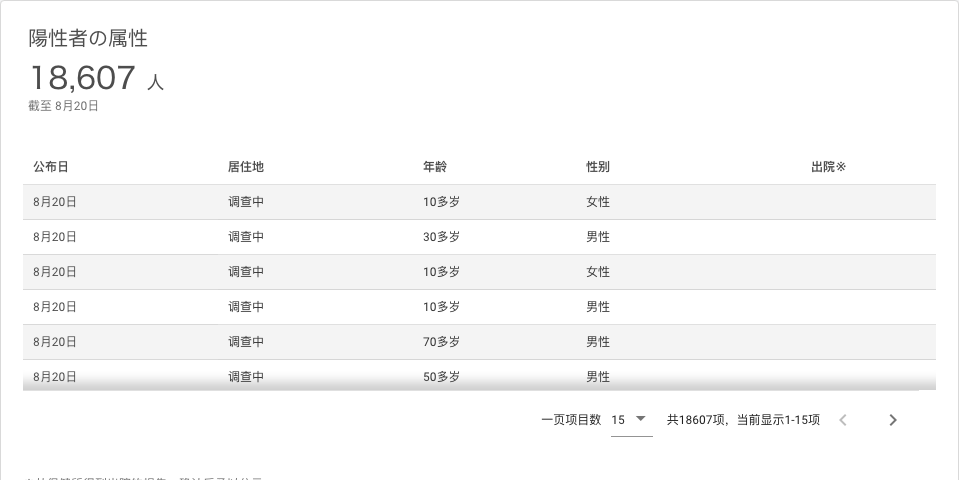 陽性者の属性
18,607 人
截至 8月20日
公布日 居住地 年龄 性别 出院※
8月20日 调查中 10多岁 女性
8月20日 调查中 30多岁 男性
8月20日 调查中 10多岁 女性
8月20日 调查中 10多岁 男性
8月20日 调查中 70多岁 男性
8月20日 调查中 50多岁 男性
一页项目数 15 共18607项，当前显示1-15项